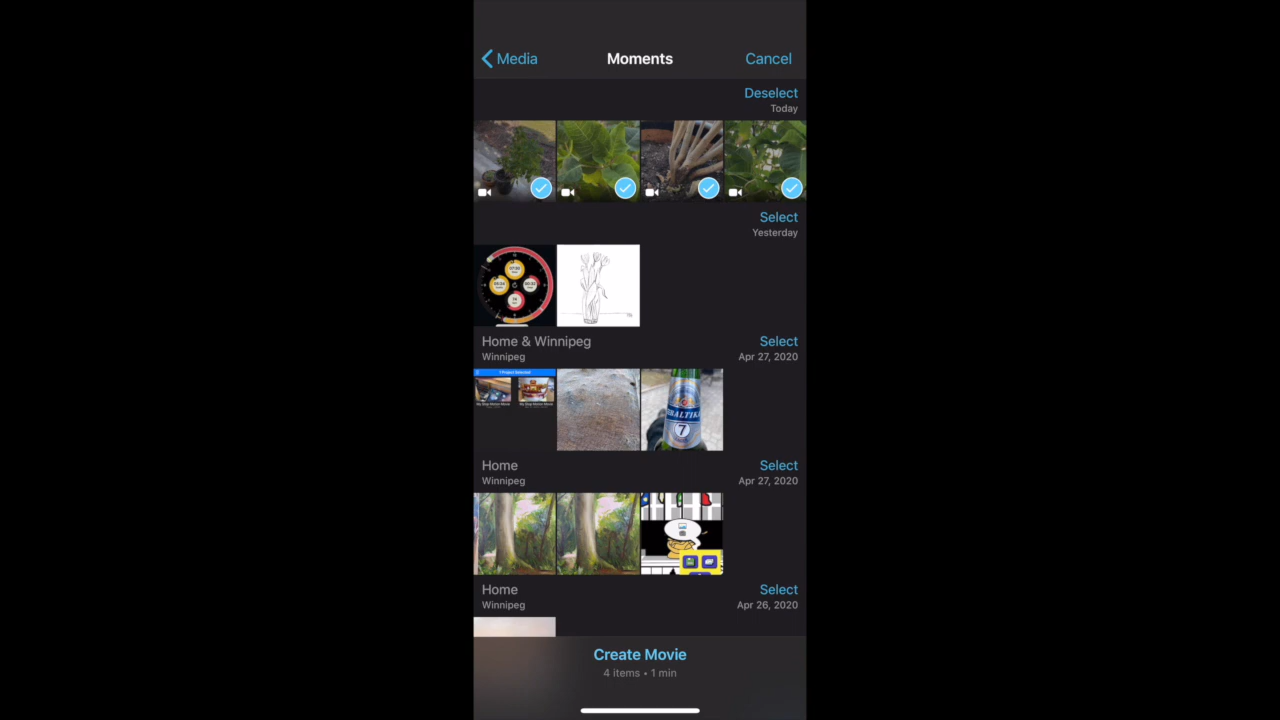 Media
Moments
Cancel
Deselect
Today
Select
Yesterday
Home & Winnipeg
Select
Winnipeg
Apr 27, 2020
7
Home
Select
Winnipeg
Apr 27, 2020
Home
Select
Winnipeg
Apr 26, 2020
Create Movie
4 items • 1 min